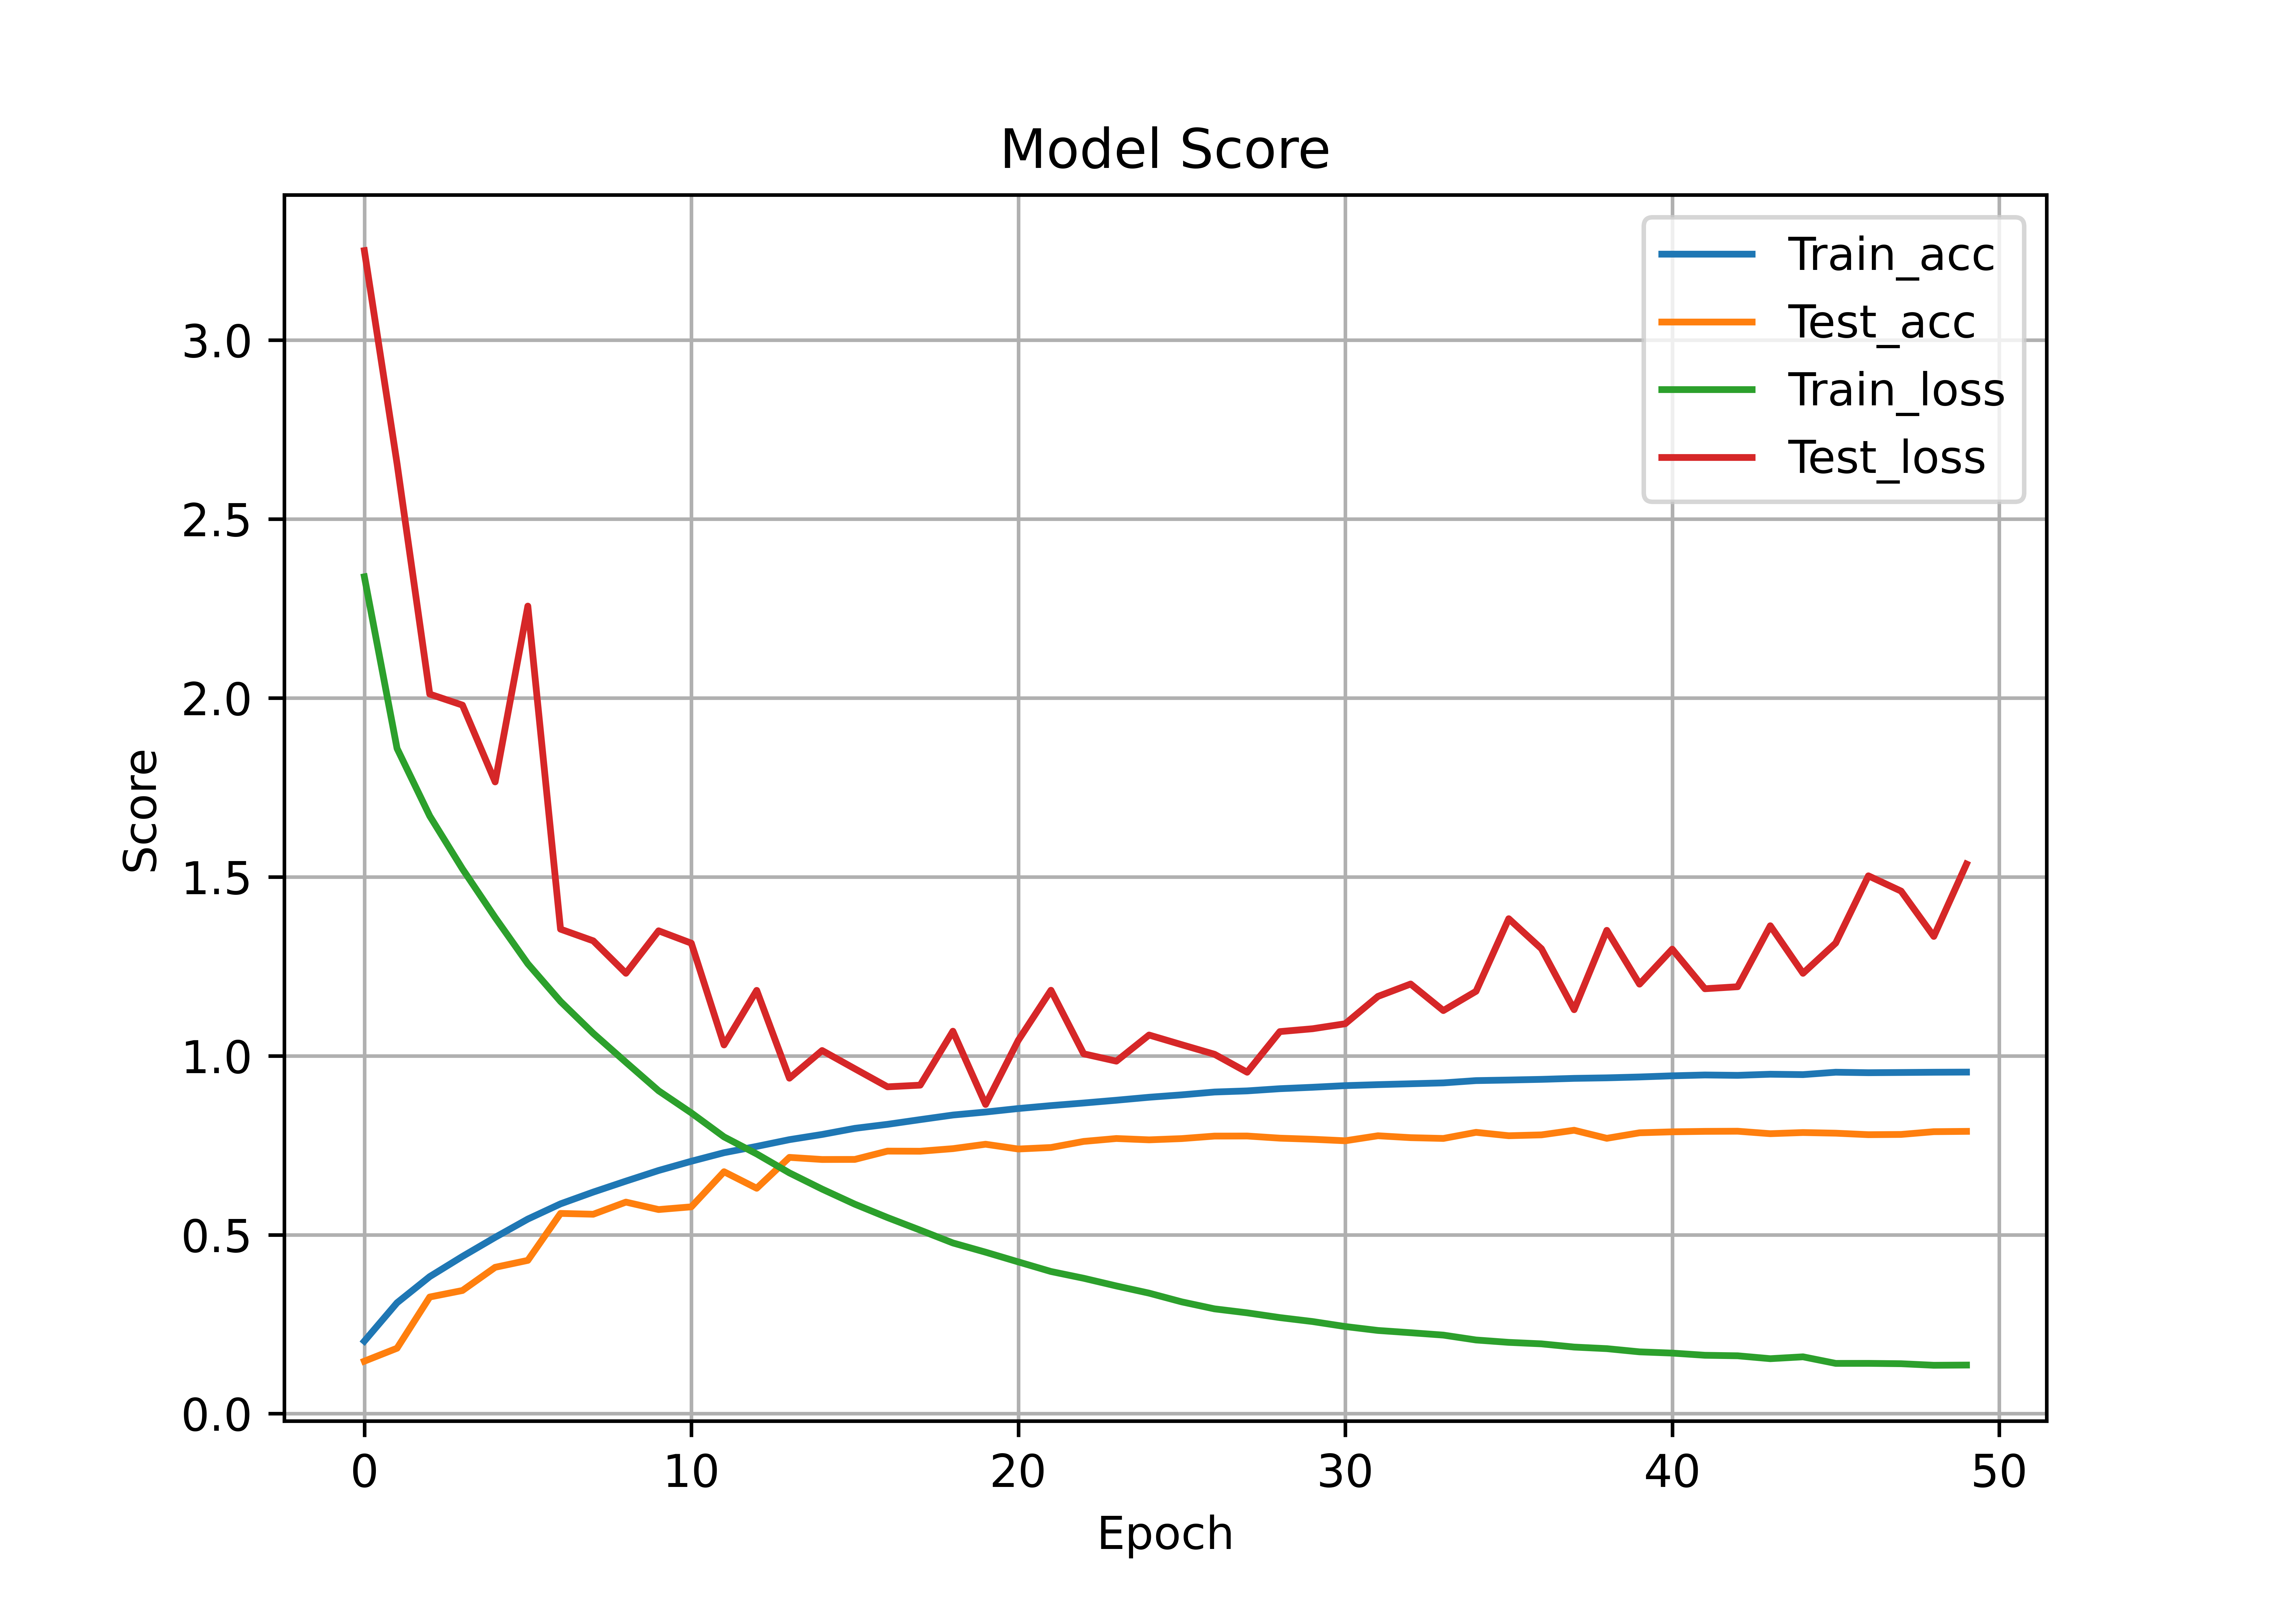 Model Score
Train_acc
Test_acc
Train_loss
Test_loss
3.0
2.5
2.0
1.5
1.0
0.5
0.0
Score
0 10 20 30 40 50
Epoch